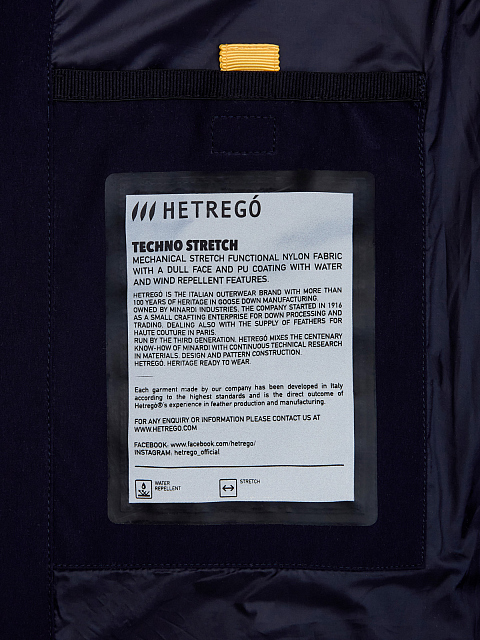 HETREGÓ
TECHNO STRETCH
MECHANICAL STRETCH FUNCTIONAL NYLON FABRIC
WITH A DULL FACE AND PU COATING WITH WATER
AND WIND REPELLENT FEATURES.
HETREGÓ IS THE ITALIAN OUTERWEAR BRAND WITH MORE THAN
100 YEARS OF HERITAGE IN GOOSE DOWN MANUFACTURING.
OWNED BY MINARDI INDUSTRIES, THE COMPANY STARTED IN 1916
AS A SMALL CRAFTING ENTERPRISE FOR DOWN PROCESSING AND
TRADING, DEALING ALSO WITH THE SUPPLY OF FEATHERS FOR
HAUTE COUTURE IN PARIS.
RUN BY THE THIRD GENERATION, HETREGÓ MIXES THE CENTENARY
KNOW-HOW OF MINARDI WITH CONTINUOUS TECHNICAL RESEARCH
IN MATERIALS, DESIGN AND PATTERN CONSTRUCTION.
HETREGÓ. HERITAGE READY TO WEAR.
Each garment made by our company has been developed in Italy
according to the highest standards and is the direct outcome of
Hetregó®'s experience in feather production and manufacturing.
FOR ANY ENQUIRY OR INFORMATION PLEASE CONTACT US AT
WWW.HETREGO.COM
FACEBOOK: www.facebook.com/hetrego/
INSTAGRAM: hetrego_official
WATER
REPELLENT
STRETCH